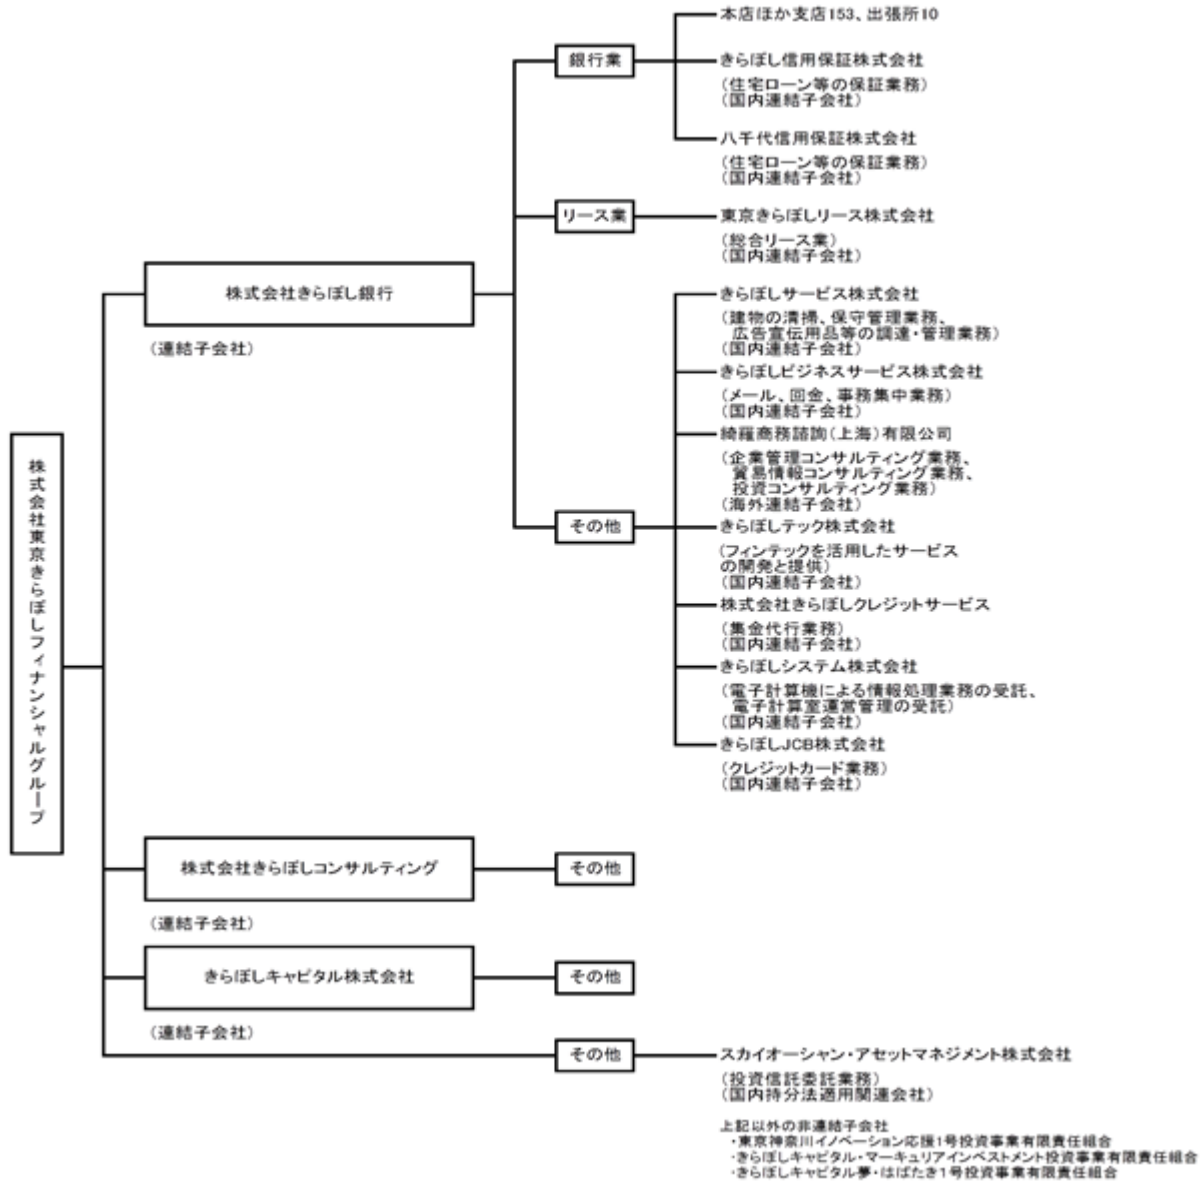 本店ほか支店153、出張所10
銀行業
きらぼし信用保証株式会社
(住宅ローン等の保証業務)
(国内連結子会社)
八千代信用保証株式会社
(住宅ローン等の保証業務)
(国内連結子会社)
リース業
東京きらぼしリース株式会社
(総合リース業)
(国内連結子会社)
株式会社きらぼし銀行
(連結子会社)
きらぼしサービス株式会社
(建物の清掃、保守管理業務、
広告宣伝用品等の調達・管理業務)
(国内連結子会社)
きらぼしビジネスサービス株式会社
(メール、回金、事務集中業務)
(国内連結子会社)
綺羅商務諮詢(上海)有限公司
(企業管理コンサルティング業務、
貿易情報コンサルティング業務、
投資コンサルティング業務)
(海外連結子会社)
その他
きらぼしテック株式会社
(フィンテックを活用したサービス
の開発と提供)
(国内連結子会社)
株式会社きらぼしクレジットサービス
(集金代行業務)
(国内連結子会社)
きらぼしシステム株式会社
(電子計算機による情報処理業務の受託、
電子計算室運営管理の受託)
(国内連結子会社)
きらぼしJCB株式会社
(クレジットカード業務)
(国内連結子会社)
株式会社東京きらぼしフィナンシャルグループ
株式会社きらぼしコンサルティング
その他
(連結子会社)
きらぼしキャピタル株式会社
その他
(連結子会社)
その他
スカイオーシャン・アセットマネジメント株式会社
(投資信託委託業務)
(国内持分法適用関連会社)
上記以外の非連結子会社
・東京神奈川イノベーション応援1号投資事業有限責任組合
・きらぼしキャピタル・マーキュリアインベストメント投資事業有限責任組合
・きらぼしキャピタル夢・はばたき1号投資事業有限責任組合